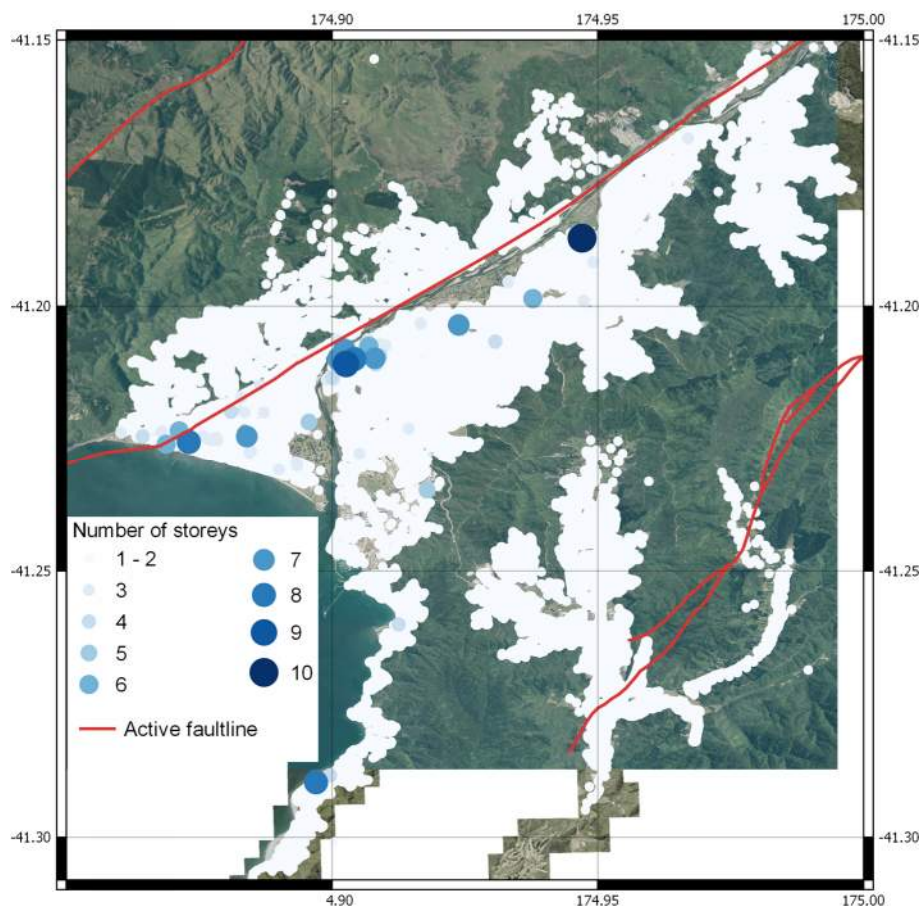 174.90 174.95 175.00
-41.15 -41.15
-41.20 -41.20
Number of storeys
1 - 2 7
3 8
4 9
5 10
6
-41.25 -41.25
Active faultline
-41.30 -41.30
4.90 174.95 175.00